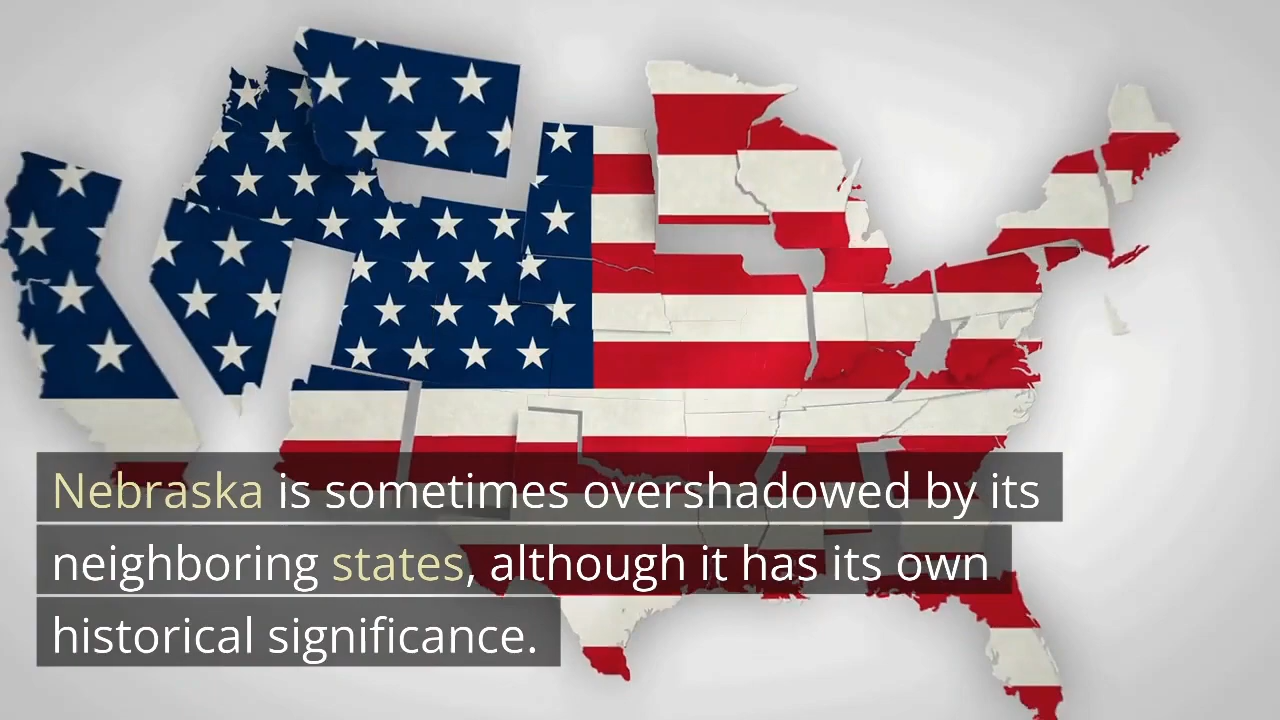 Nebraska is sometimes overshadowed by its
neighboring states, although it has its own
historical significance.